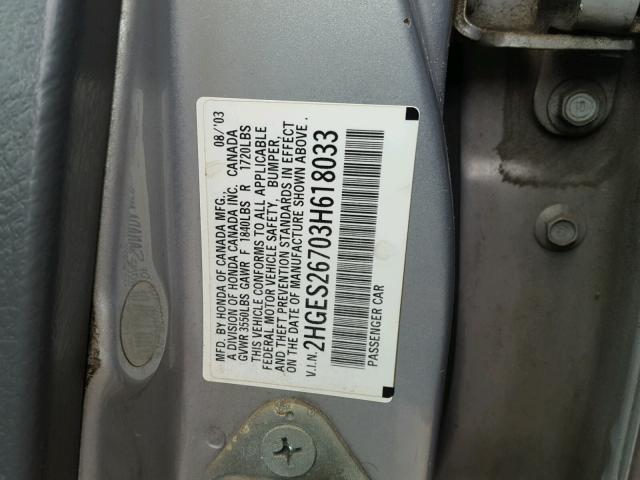 MFD. BY HONDA OF CANADA MFG. 08/'03
A DIVISION OF HONDA CANADA INC. CANADA
GVWR 3550LBS GAWR F 1840LBS R 1720LBS
THIS VEHICLE CONFORMS TO ALL APPLICABLE
FEDERAL MOTOR VEHICLE SAFETY, BUMPER,
AND THEFT PREVENTION STANDARDS IN EFFECT
ON THE DATE OF MANUFACTURE SHOWN ABOVE.
V.I.N. 2HGES26703H618033
PASSENGER CAR